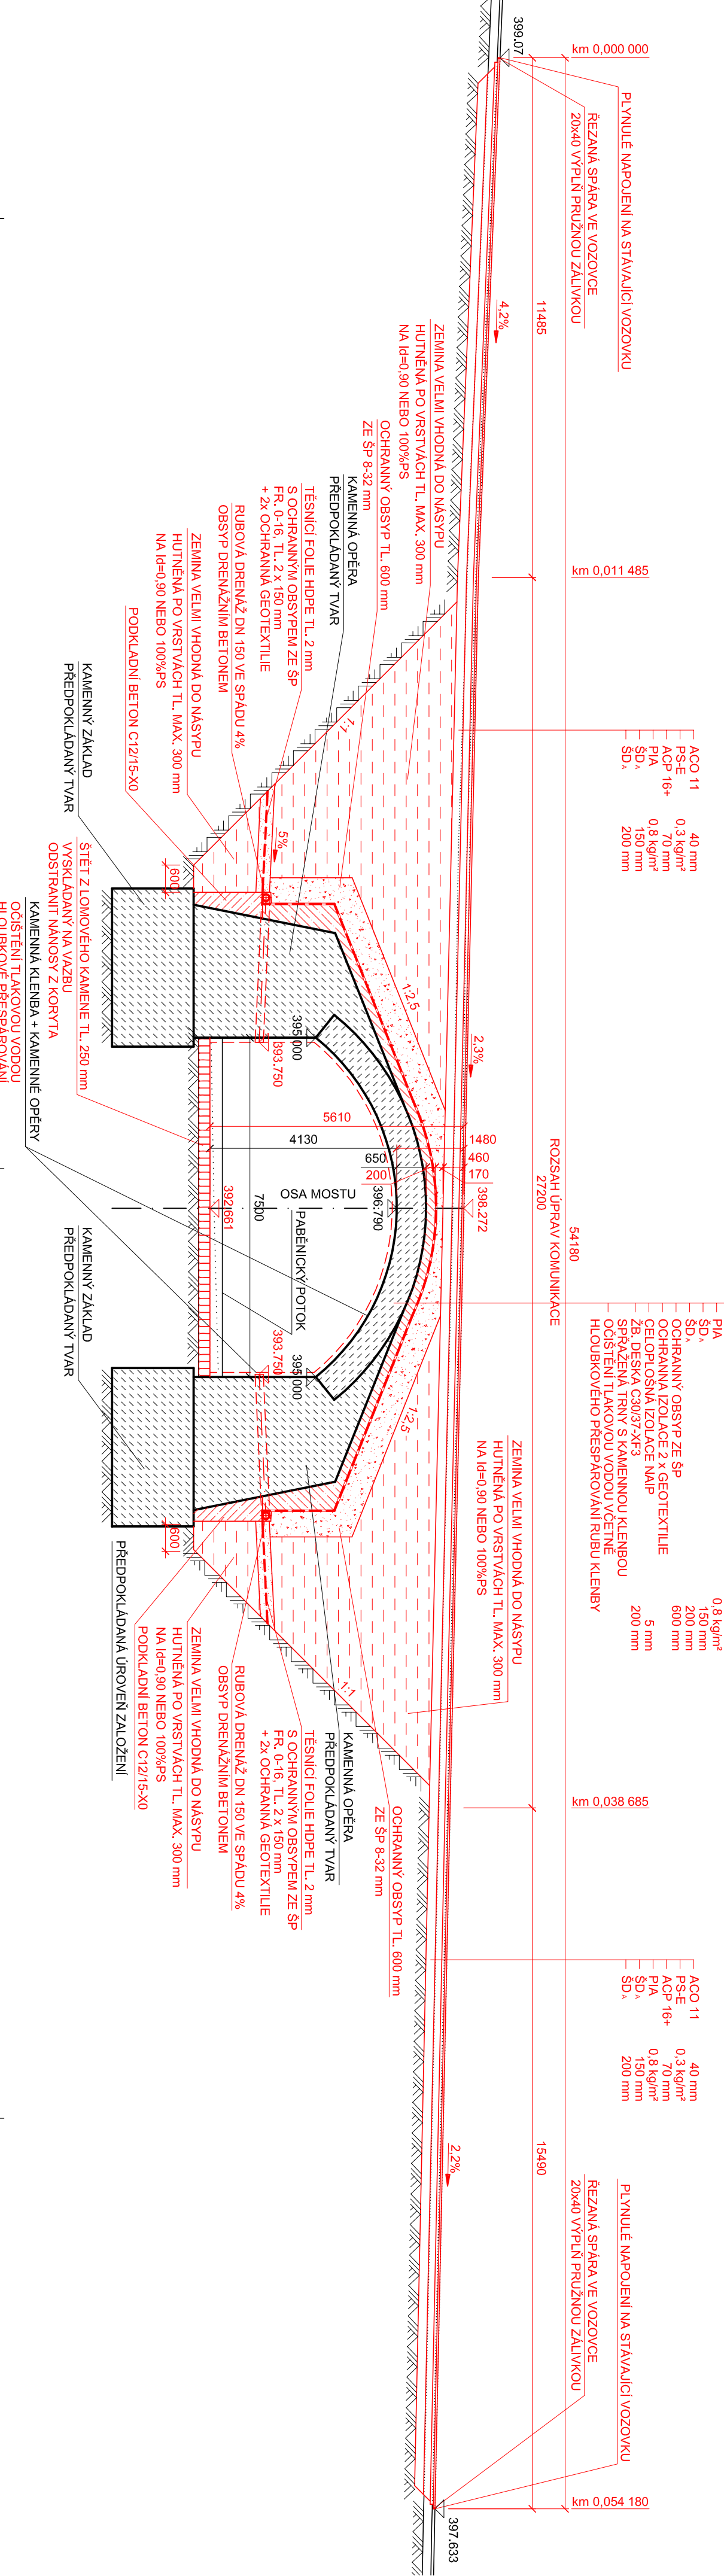 km 0,000 000
399.07
PLYNULÉ NAPOJENÍ NA STÁVAJÍCÍ VOZOVKU
ŘEZANÁ SPÁRA VE VOZOVCE
20x40 VÝPLŇ PRUŽNOU ZÁLIVKOU
11485
4,2%
ZEMINA VELMI VHODNÁ DO NÁSYPU
HUTNĚNÁ PO VRSTVÁCH TL. MAX. 300 mm
NA Id=0,90 NEBO 100%PS
OCHRANNÝ OBSYP TL. 600 mm
ZE ŠP 8-32 mm
KAMENNÁ OPĚRA
PŘEDPOKLÁDANÝ TVAR
TĚSNÍCÍ FOLIE HDPE TL. 2 mm
S OCHRANNÝM OBSYPEM ZE ŠP
FR. 0-16, TL. 2 x 150 mm
+ 2x OCHRANNÁ GEOTEXTILIE
RUBOVÁ DRENÁŽ DN 150 VE SPÁDU 4%
OBSYP DRENÁŽNÍM BETONEM
ZEMINA VELMI VHODNÁ DO NÁSYPU
HUTNĚNÁ PO VRSTVÁCH TL. MAX. 300 mm
NA Id=0,90 NEBO 100%PS
PODKLADNÍ BETON C12/15-X0
KAMENNÝ ZÁKLAD
PŘEDPOKLÁDANÝ TVAR
ŠTĚT Z LOMOVÉHO KAMENE TL. 250 mm
VYSKLÁDANÝ NA VAZBU
ODSTRANIT NÁNOSY Z KORYTA
KAMENNÁ KLENBA + KAMENNÉ OPĚRY
OČIŠTĚNÍ TLAKOVOU VODOU
HLOUBKOVÉ PŘESPÁROVÁNÍ
km 0,011 485
ACO 11 40 mm
PS-E 0,3 kg/m²
ACP 16+ 70 mm
PIA 0,8 kg/m²
ŠDA 150 mm
ŠDA 200 mm
1:1
5%
600
1:2,5
2,3%
395.000
393.750
5610
4130
1480
650
460
200
170
54180
ROZSAH ÚPRAV KOMUNIKACE
27200
OSA MOSTU
398.272
396.790
392.661
7500
PABĚNICKÝ POTOK
393.750
395.000
1:2,5
KAMENNÝ ZÁKLAD
PŘEDPOKLÁDANÝ TVAR
600
1:1
PIA 0,8 kg/m²
ŠDA 150 mm
ŠDA 200 mm
OCHRANNÝ OBSYP ZE ŠP 600 mm
OCHRANNA IZOLACE 2 x GEOTEXTILIE
CELOPLOŠNÁ IZOLACE NAIP 5 mm
ŽB. DESKA C30/37-XF3 200 mm
SPŘAŽENÁ TRNY S KAMENNOU KLENBOU
OČIŠTĚNÍ TLAKOVOU VODOU VČETNĚ
HLOUBKOVÉHO PŘESPÁROVÁNÍ RUBU KLENBY
ZEMINA VELMI VHODNÁ DO NÁSYPU
HUTNĚNÁ PO VRSTVÁCH TL. MAX. 300 mm
NA Id=0,90 NEBO 100%PS
OCHRANNÝ OBSYP TL. 600 mm
ZE ŠP 8-32 mm
KAMENNÁ OPĚRA
PŘEDPOKLÁDANÝ TVAR
TĚSNÍCÍ FOLIE HDPE TL. 2 mm
S OCHRANNÝM OBSYPEM ZE ŠP
FR. 0-16, TL. 2 x 150 mm
+ 2x OCHRANNÁ GEOTEXTILIE
RUBOVÁ DRENÁŽ DN 150 VE SPÁDU 4%
OBSYP DRENÁŽNÍM BETONEM
ZEMINA VELMI VHODNÁ DO NÁSYPU
HUTNĚNÁ PO VRSTVÁCH TL. MAX. 300 mm
NA Id=0,90 NEBO 100%PS
PODKLADNÍ BETON C12/15-X0
PŘEDPOKLÁDANÁ ÚROVEŇ ZALOŽENÍ
km 0,038 685
ACO 11 40 mm
PS-E 0,3 kg/m²
ACP 16+ 70 mm
PIA 0,8 kg/m²
ŠDA 150 mm
ŠDA 200 mm
15490
2,2%
PLYNULÉ NAPOJENÍ NA STÁVAJÍCÍ VOZOVKU
ŘEZANÁ SPÁRA VE VOZOVCE
20x40 VÝPLŇ PRUŽNOU ZÁLIVKOU
km 0,054 180
397.633